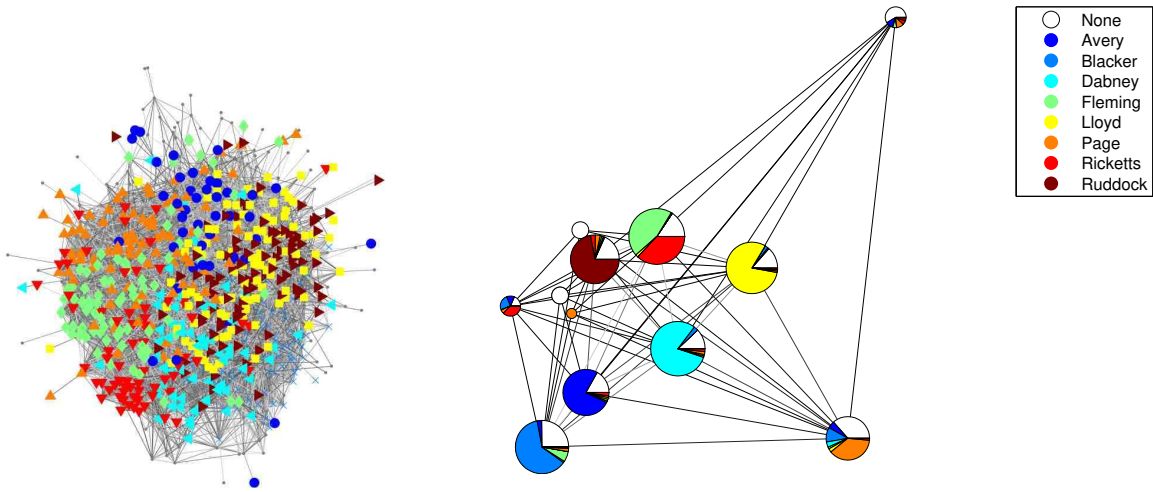 None
Avery
Blacker
Dabney
Fleming
Lloyd
Page
Ricketts
Ruddock